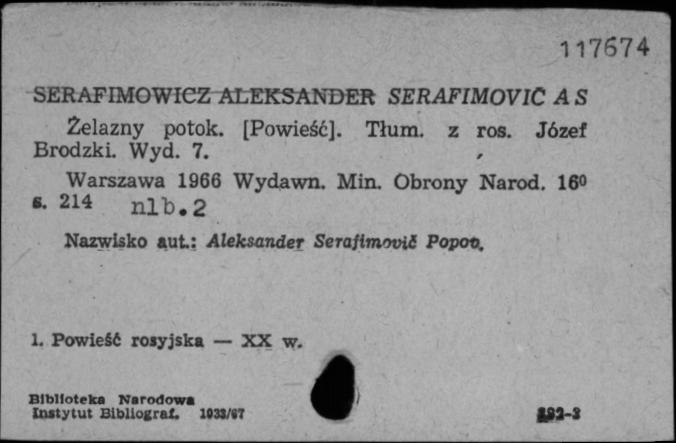 117674
SERAFIMOWICZ ALEKSANDER SERAFIMOVIČ A S
Żelazny potok. [Powieść]. Tłum. z ros. Józef
Brodzki. Wyd. 7.
Warszawa 1966 Wydawn. Min. Obrony Narod. 16⁰
s. 214 nlb.2
Nazwisko aut.: Aleksander Serafimovič Popov.
1. Powieść rosyjska — XX w.
Biblioteka Narodowa
Instytut Bibliograf. 1033/67